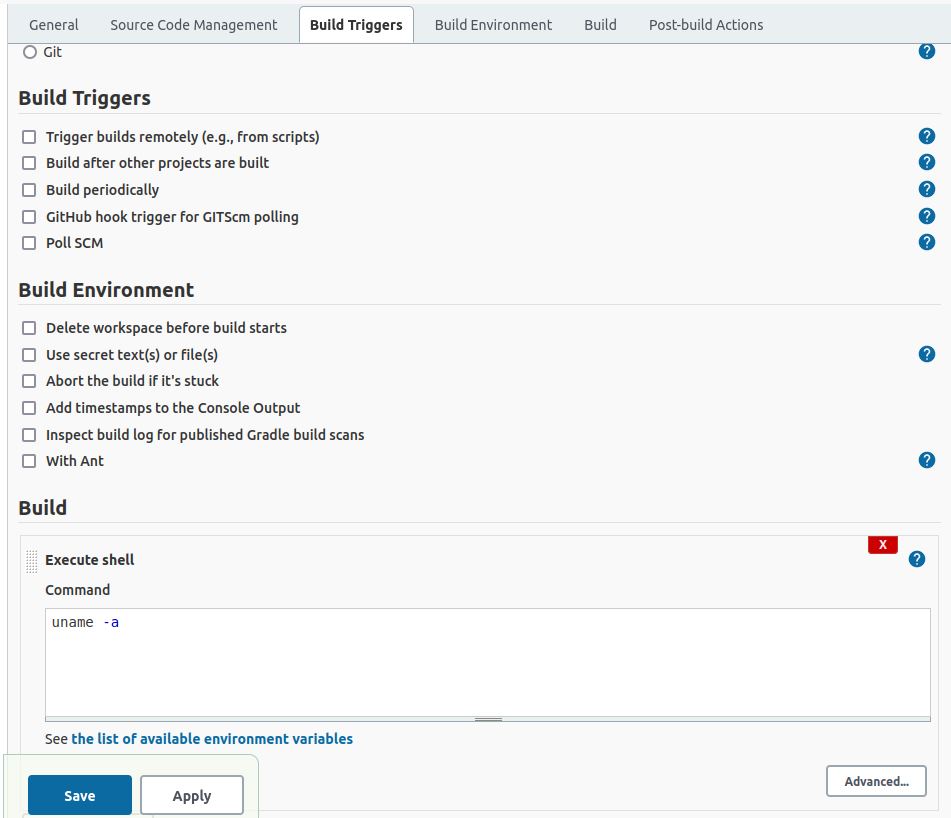 General Source Code Management Build Triggers Build Environment Build Post-build Actions
Git ?
Build Triggers
Trigger builds remotely (e.g., from scripts) ?
Build after other projects are built ?
Build periodically ?
GitHub hook trigger for GITScm polling ?
Poll SCM ?
Build Environment
Delete workspace before build starts
Use secret text(s) or file(s) ?
Abort the build if it's stuck
Add timestamps to the Console Output
Inspect build log for published Gradle build scans
With Ant ?
Build
X
Execute shell ?
Command
uname -a
See the list of available environment variables
Advanced...
Save Apply